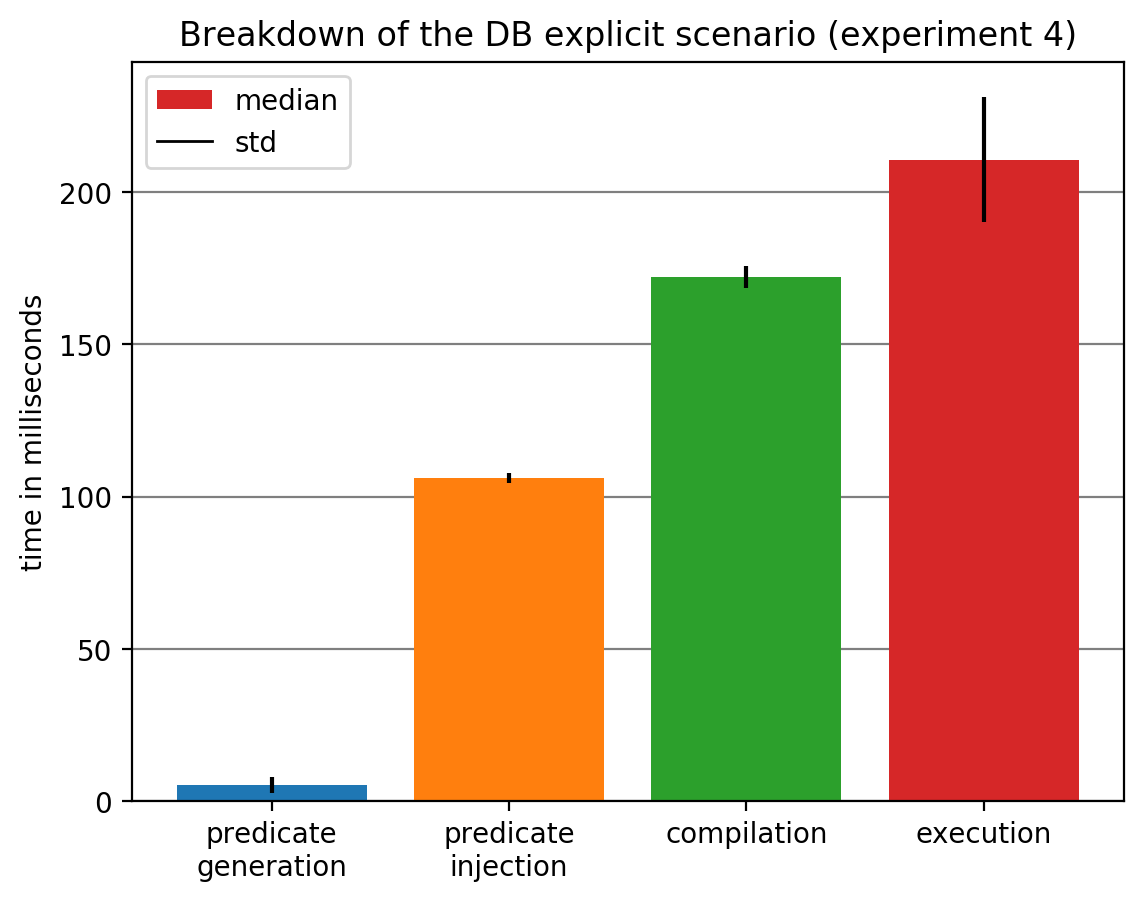 Breakdown of the DB explicit scenario (experiment 4)
median
std
time in milliseconds
200
150
100
50
0
predicate
generation
predicate
injection
compilation
execution